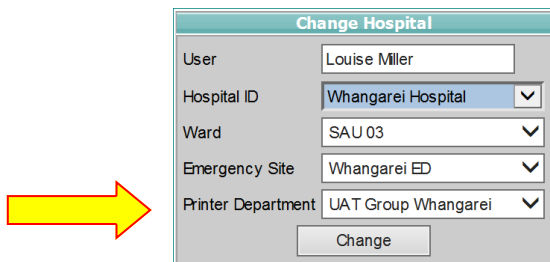 Change Hospital
User Louise Miller
Hospital ID Whangarei Hospital
Ward SAU 03
Emergency Site Whangarei ED
Printer Department UAT Group Whangarei
Change